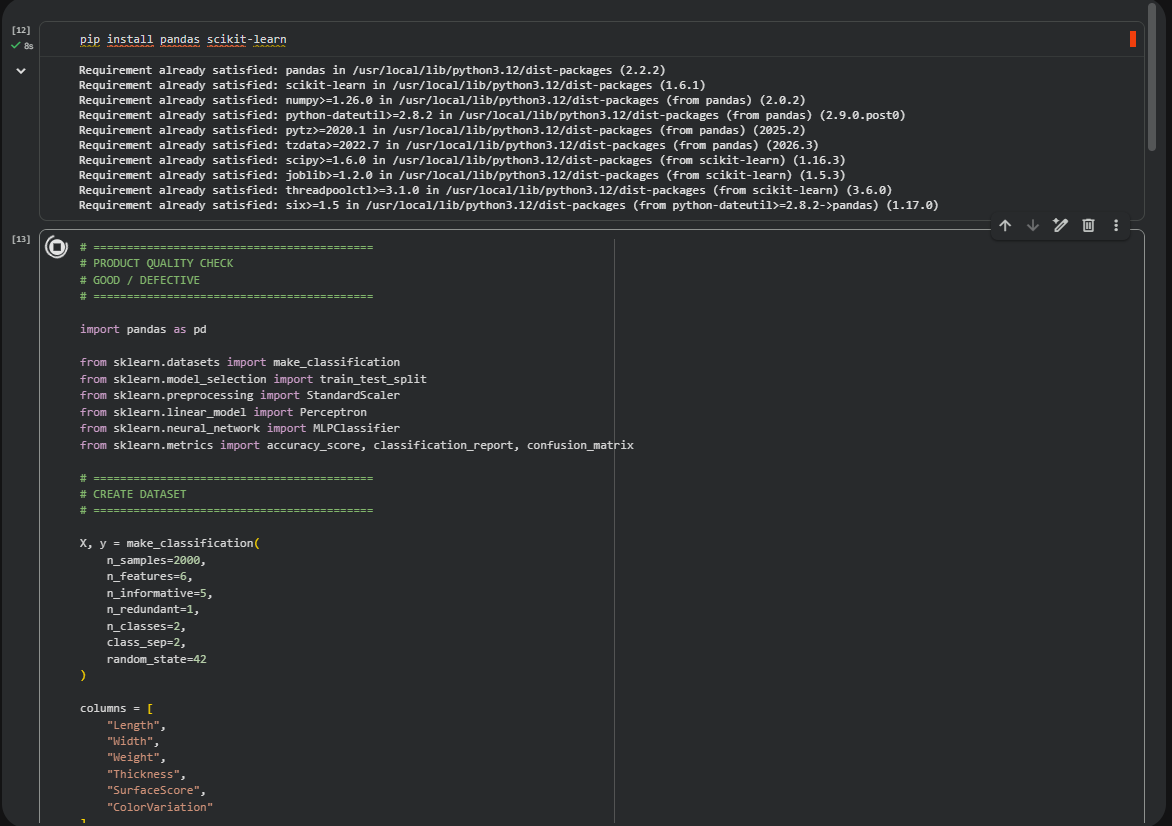 [12]
8s
pip install pandas scikit-learn
Requirement already satisfied: pandas in /usr/local/lib/python3.12/dist-packages (2.2.2)
Requirement already satisfied: scikit-learn in /usr/local/lib/python3.12/dist-packages (1.6.1)
Requirement already satisfied: numpy>=1.26.0 in /usr/local/lib/python3.12/dist-packages (from pandas) (2.0.2)
Requirement already satisfied: python-dateutil>=2.8.2 in /usr/local/lib/python3.12/dist-packages (from pandas) (2.9.0.post0)
Requirement already satisfied: pytz>=2020.1 in /usr/local/lib/python3.12/dist-packages (from pandas) (2025.2)
Requirement already satisfied: tzdata>=2022.7 in /usr/local/lib/python3.12/dist-packages (from pandas) (2026.3)
Requirement already satisfied: scipy>=1.6.0 in /usr/local/lib/python3.12/dist-packages (from scikit-learn) (1.16.3)
Requirement already satisfied: joblib>=1.2.0 in /usr/local/lib/python3.12/dist-packages (from scikit-learn) (1.5.3)
Requirement already satisfied: threadpoolctl>=3.1.0 in /usr/local/lib/python3.12/dist-packages (from scikit-learn) (3.6.0)
Requirement already satisfied: six>=1.5 in /usr/local/lib/python3.12/dist-packages (from python-dateutil>=2.8.2->pandas) (1.17.0)
[13]
# ==========================================
# PRODUCT QUALITY CHECK
# GOOD / DEFECTIVE
# ==========================================
import pandas as pd
from sklearn.datasets import make_classification
from sklearn.model_selection import train_test_split
from sklearn.preprocessing import StandardScaler
from sklearn.linear_model import Perceptron
from sklearn.neural_network import MLPClassifier
from sklearn.metrics import accuracy_score, classification_report, confusion_matrix
# ==========================================
# CREATE DATASET
# ==========================================
X, y = make_classification(
    n_samples=2000,
    n_features=6,
    n_informative=5,
    n_redundant=1,
    n_classes=2,
    class_sep=2,
    random_state=42
)
columns = [
    "Length",
    "Width",
    "Weight",
    "Thickness",
    "SurfaceScore",
    "ColorVariation"
]